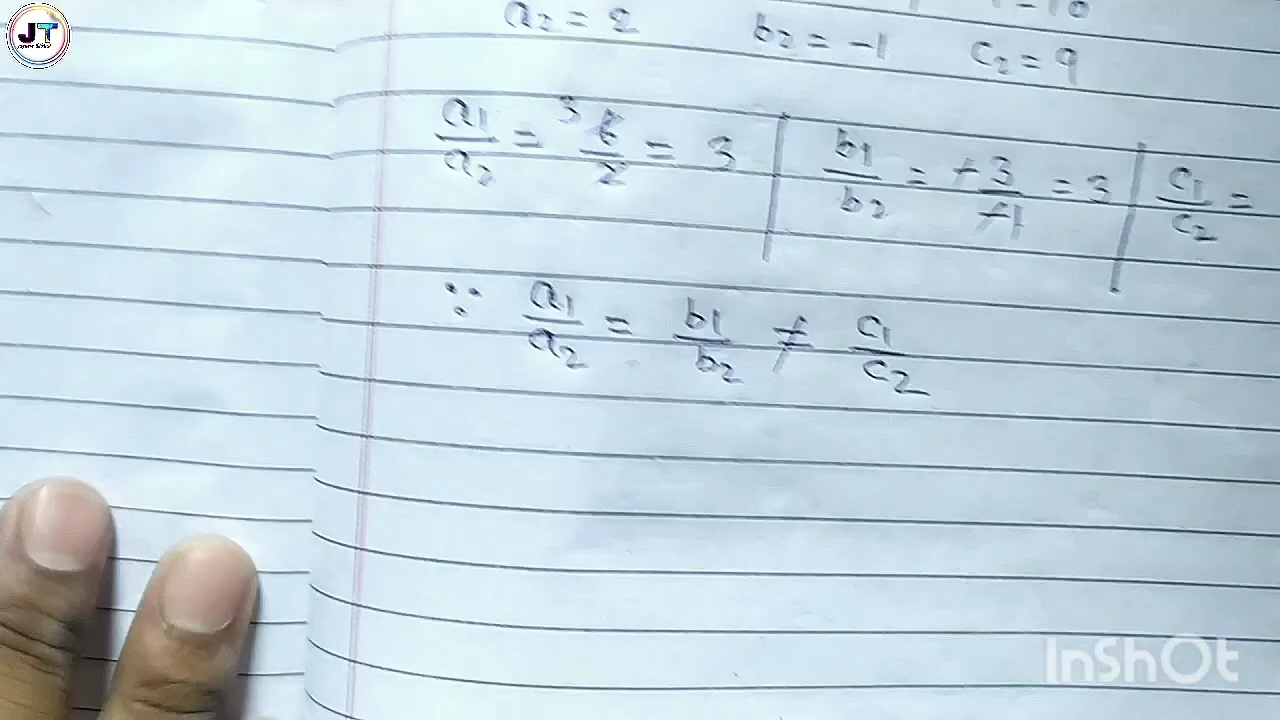 JT
a₂ = 2 b₂ = -1 c₂ = 9
a₁/a₂ = ³6/2 = 3 | b₁/b₂ = -3/-1 = 3 | c₁/c₂ =
∵ a₁/a₂ = b₁/b₂ ≠ c₁/c₂
InShOt